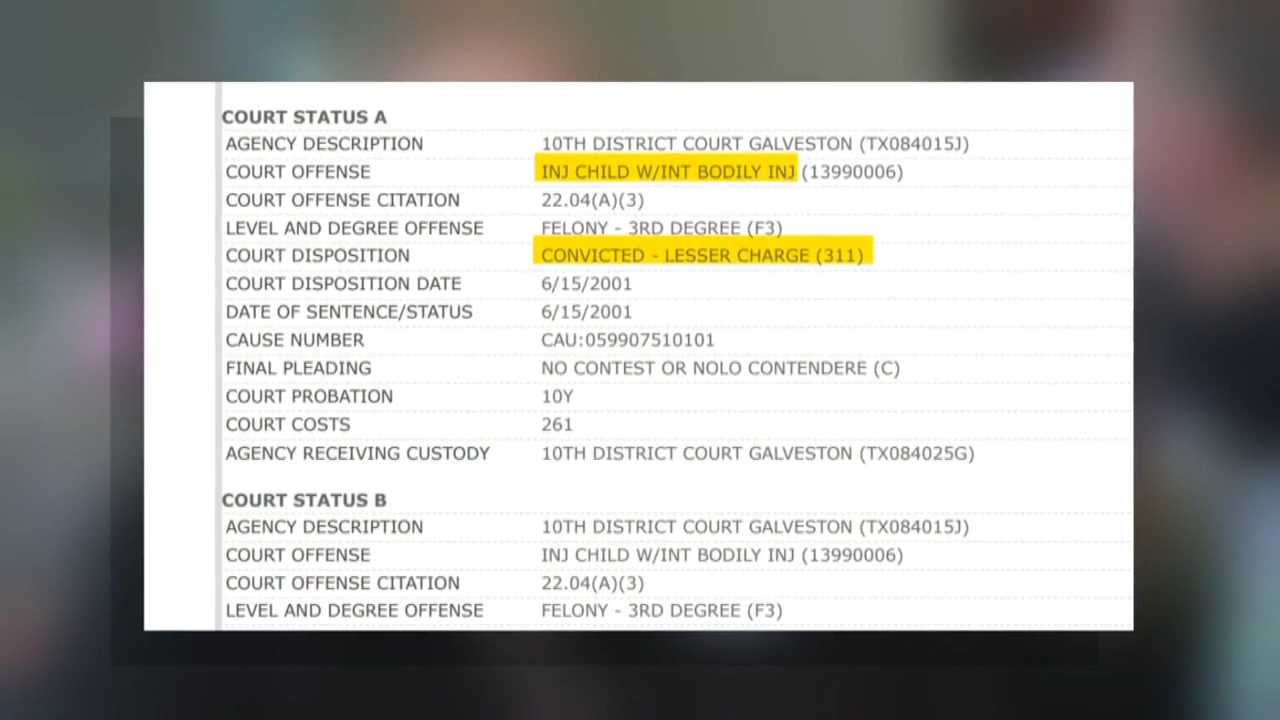 COURT STATUS A
AGENCY DESCRIPTION 10TH DISTRICT COURT GALVESTON (TX084015J)
COURT OFFENSE INJ CHILD W/INT BODILY INJ (13990006)
COURT OFFENSE CITATION 22.04(A)(3)
LEVEL AND DEGREE OFFENSE FELONY - 3RD DEGREE (F3)
COURT DISPOSITION CONVICTED - LESSER CHARGE (311)
COURT DISPOSITION DATE 6/15/2001
DATE OF SENTENCE/STATUS 6/15/2001
CAUSE NUMBER CAU:059907510101
FINAL PLEADING NO CONTEST OR NOLO CONTENDERE (C)
COURT PROBATION 10Y
COURT COSTS 261
AGENCY RECEIVING CUSTODY 10TH DISTRICT COURT GALVESTON (TX084025G)
COURT STATUS B
AGENCY DESCRIPTION 10TH DISTRICT COURT GALVESTON (TX084015J)
COURT OFFENSE INJ CHILD W/INT BODILY INJ (13990006)
COURT OFFENSE CITATION 22.04(A)(3)
LEVEL AND DEGREE OFFENSE FELONY - 3RD DEGREE (F3)